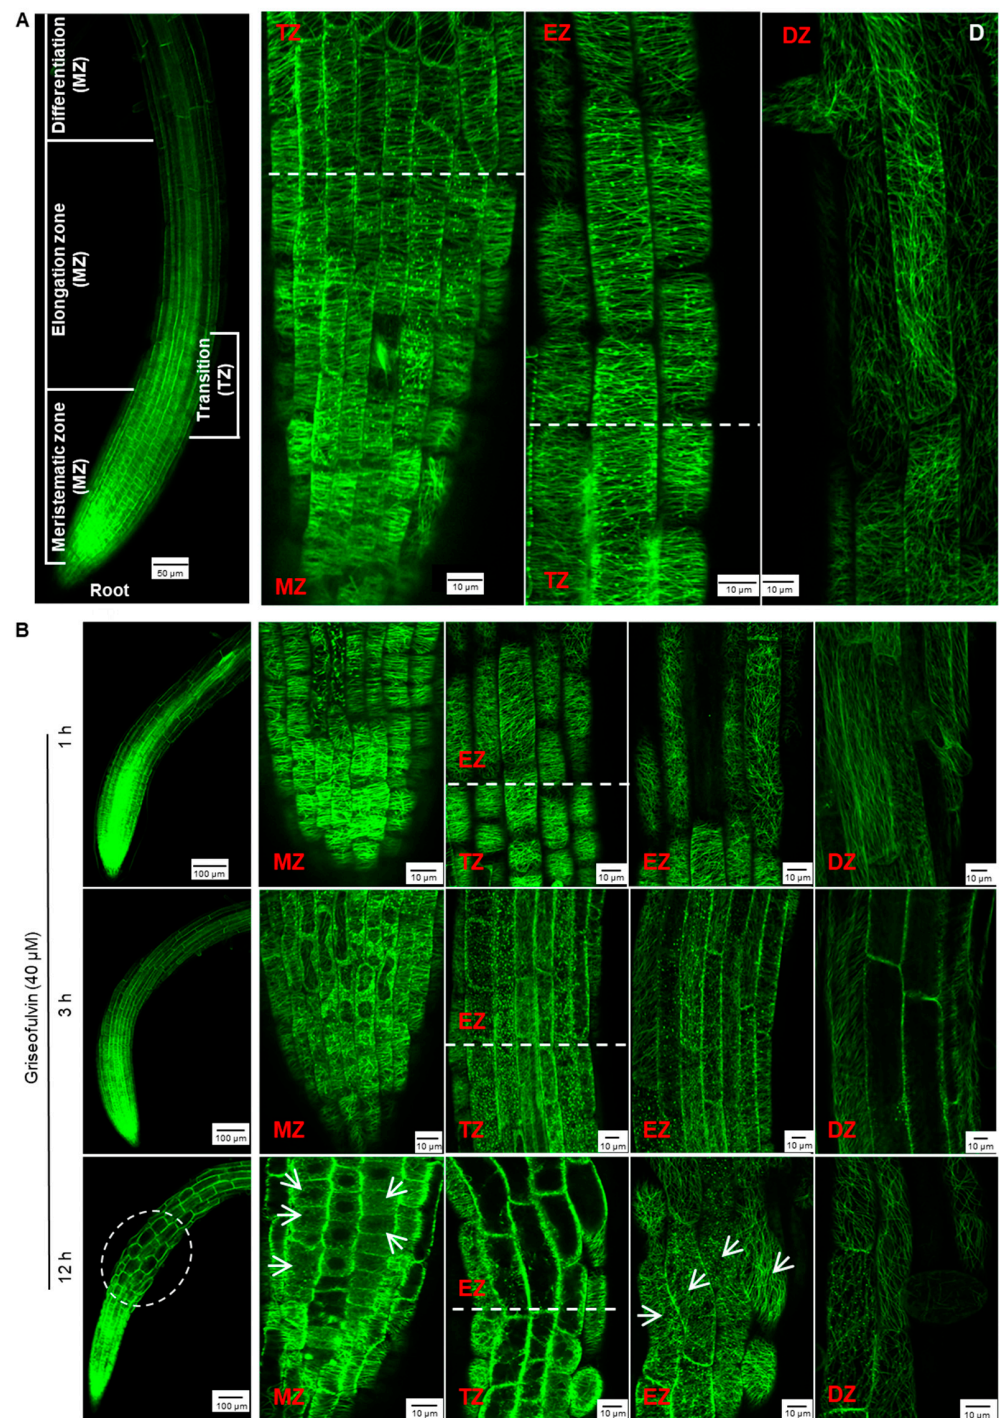 A
Differentiation
(MZ)
Elongation zone
(MZ)
Meristematic zone
(MZ)
Transition
(TZ)
50 µm
Root
TZ
MZ
10 µm
EZ
TZ
10 µm
DZ
D
10 µm
B
Griseofulvin (40 µM)
1 h
100 µm
MZ
10 µm
EZ
TZ
10 µm
EZ
10 µm
DZ
10 µm
3 h
100 µm
MZ
10 µm
EZ
TZ
10 µm
EZ
10 µm
DZ
10 µm
12 h
100 µm
MZ
10 µm
EZ
TZ
10 µm
EZ
10 µm
DZ
10 µm